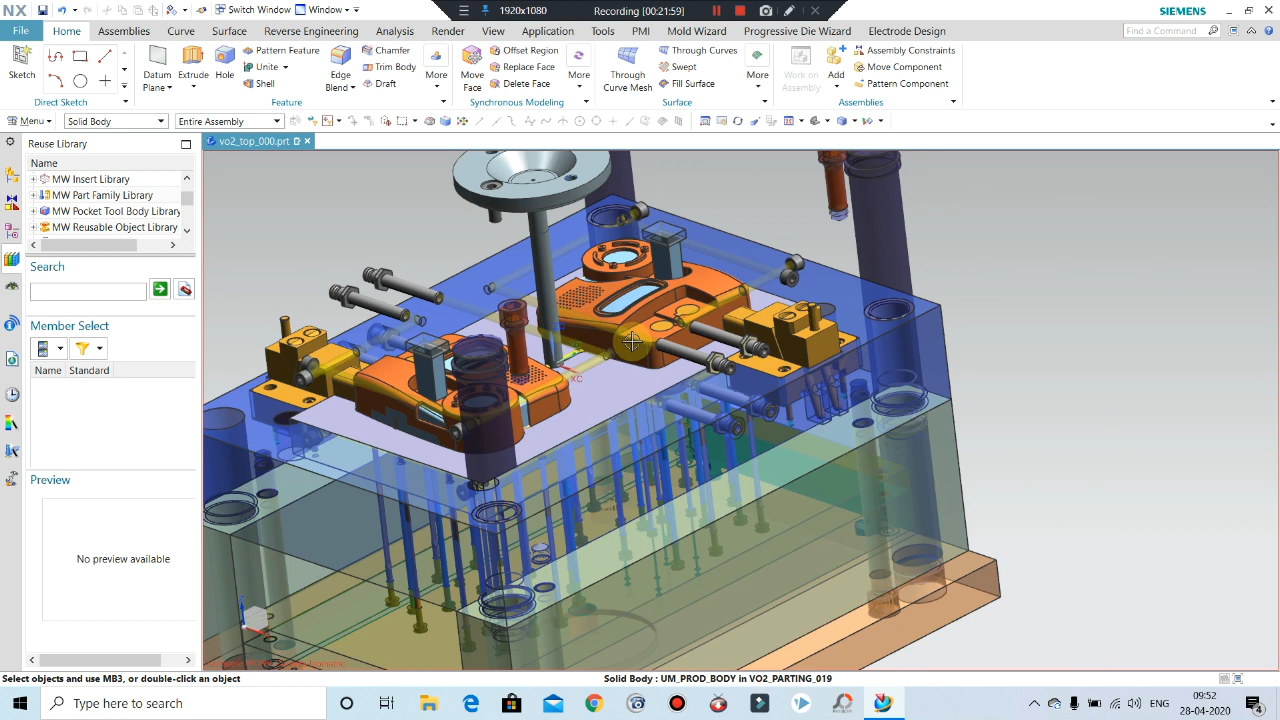 NX Switch Window Window 1920x1080 Recording [00:21:59] SIEMENS
File Home Assemblies Curve Surface Reverse Engineering Analysis Render View Application Tools PMI Mold Wizard Progressive Die Wizard Electrode Design Find a Command
Sketch Datum Plane Extrude Hole Pattern Feature Unite Shell Edge Blend Chamfer Trim Body Draft More Move Face Offset Region Replace Face Delete Face More Through Curve Mesh Through Curves Swept Fill Surface More Work on Assembly Add Assembly Constraints Move Component Pattern Component
Direct Sketch Feature Synchronous Modeling Surface Assemblies
Menu Solid Body Entire Assembly
Reuse Library vo2_top_000.prt
Name
MW Insert Library
MW Part Family Library
MW Pocket Tool Body Library
MW Reusable Object Library
Search
Member Select
Name Standard
XC
Preview
No preview available
Select objects and use MB3, or double-click an object Solid Body : UM_PROD_BODY in VO2_PARTING_019
Type here to search ENG 09:52
28-04-2020